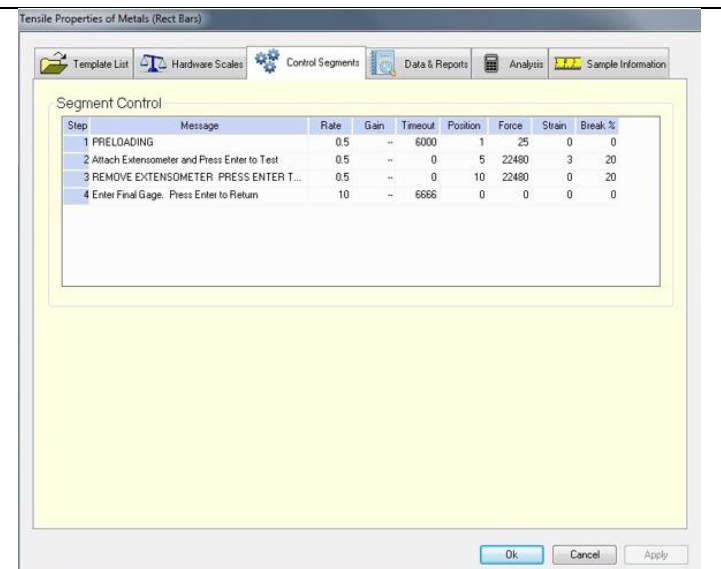 Tensile Properties of Metals (Rect Bars)
Template List Hardware Scales Control Segments Data & Reports Analysis Sample Information
Segment Control
Step Message Rate Gain Timeout Position Force Strain Break %
1 PRELOADING 0.5 -- 6000 1 25 0 0
2 Attach Extensometer and Press Enter to Test 0.5 -- 0 5 22480 3 20
3 REMOVE EXTENSOMETER PRESS ENTER T... 0.5 -- 0 10 22480 0 20
4 Enter Final Gage. Press Enter to Return 10 -- 6666 0 0 0 0
Ok Cancel Apply